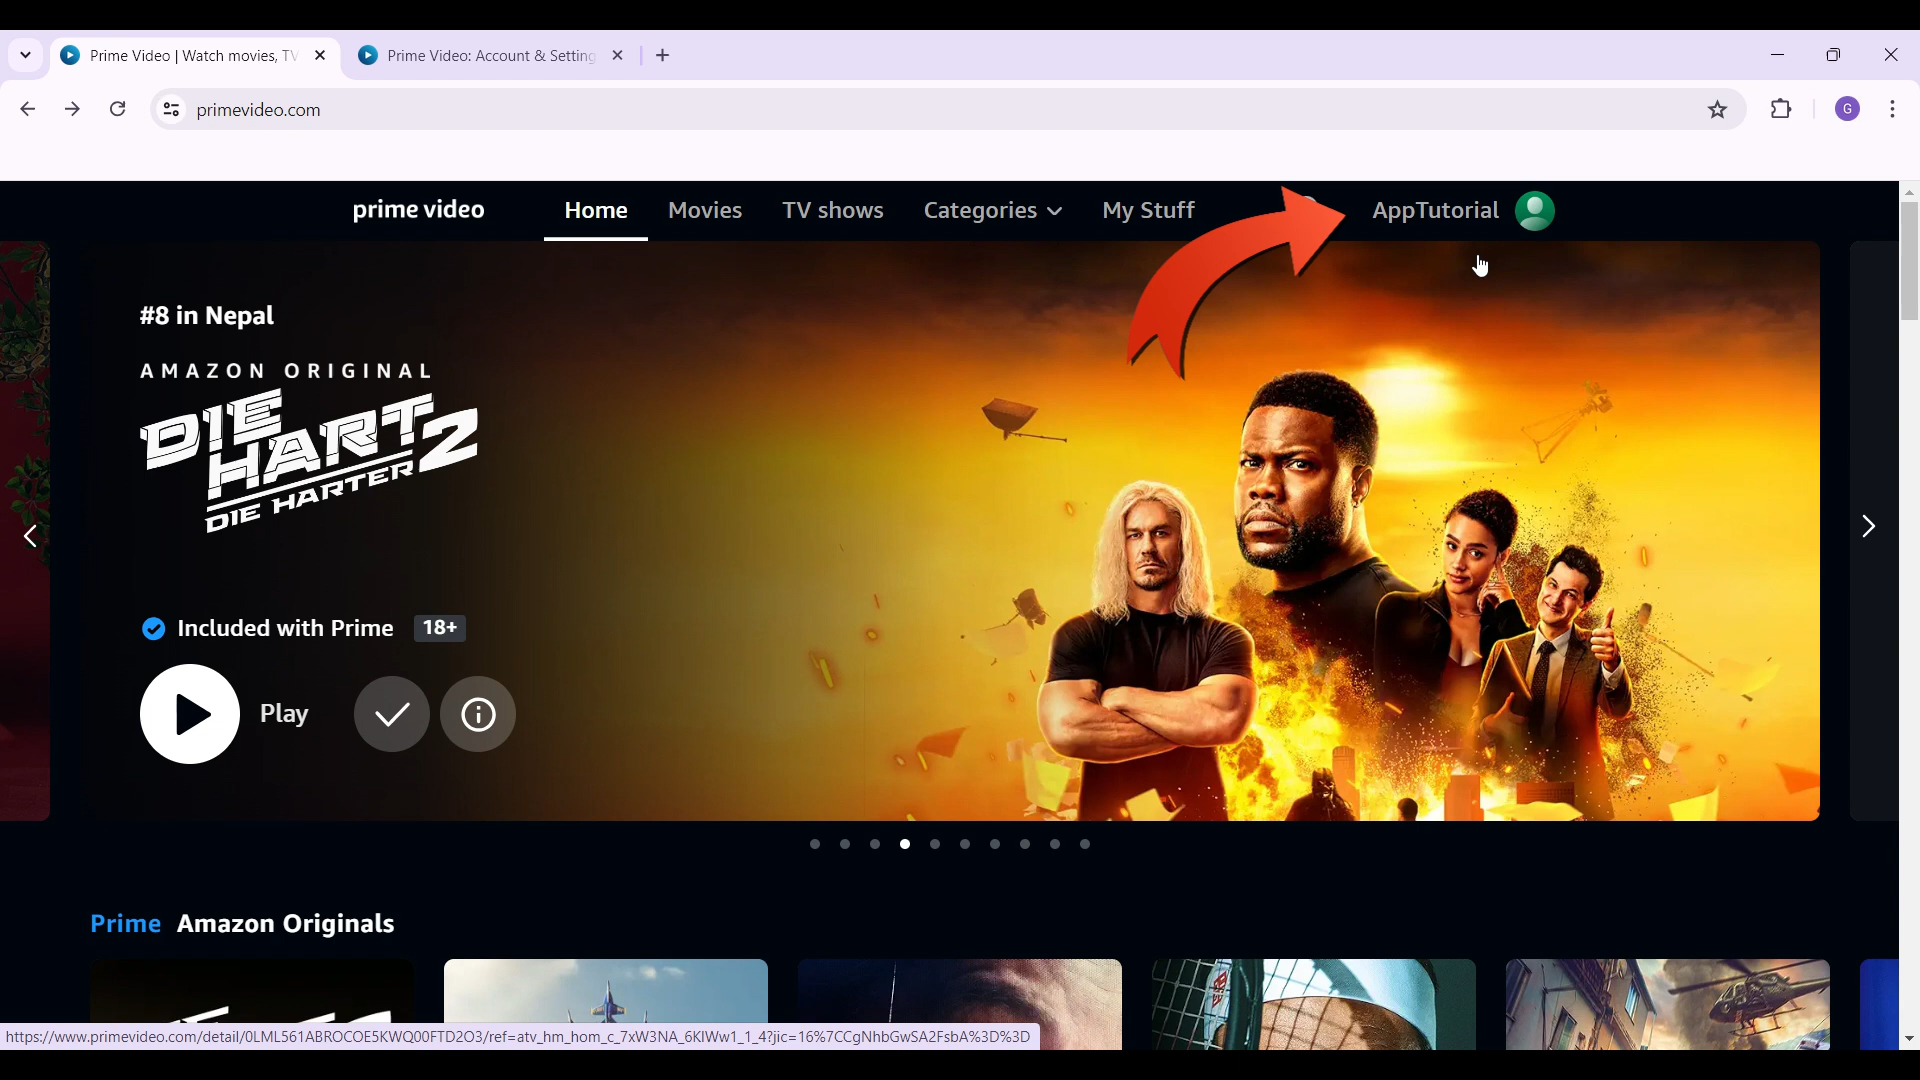 Prime Video | Watch movies, TV
Prime Video: Account & Setting
primevideo.com
G
prime video
Home
Movies
TV shows
Categories
My Stuff
AppTutorial
#8 in Nepal
AMAZON ORIGINAL
DIE
HART 2
DIE HARTER
Included with Prime
18+
Play
Prime Amazon Originals
https://www.primevideo.com/detail/0LML561ABROCOE5KWQ00FTD2O3/ref=atv_hm_hom_c_7xW3NA_6KIWw1_1_4?jic=16%7CCgNhbGwSA2FsbA%3D%3D